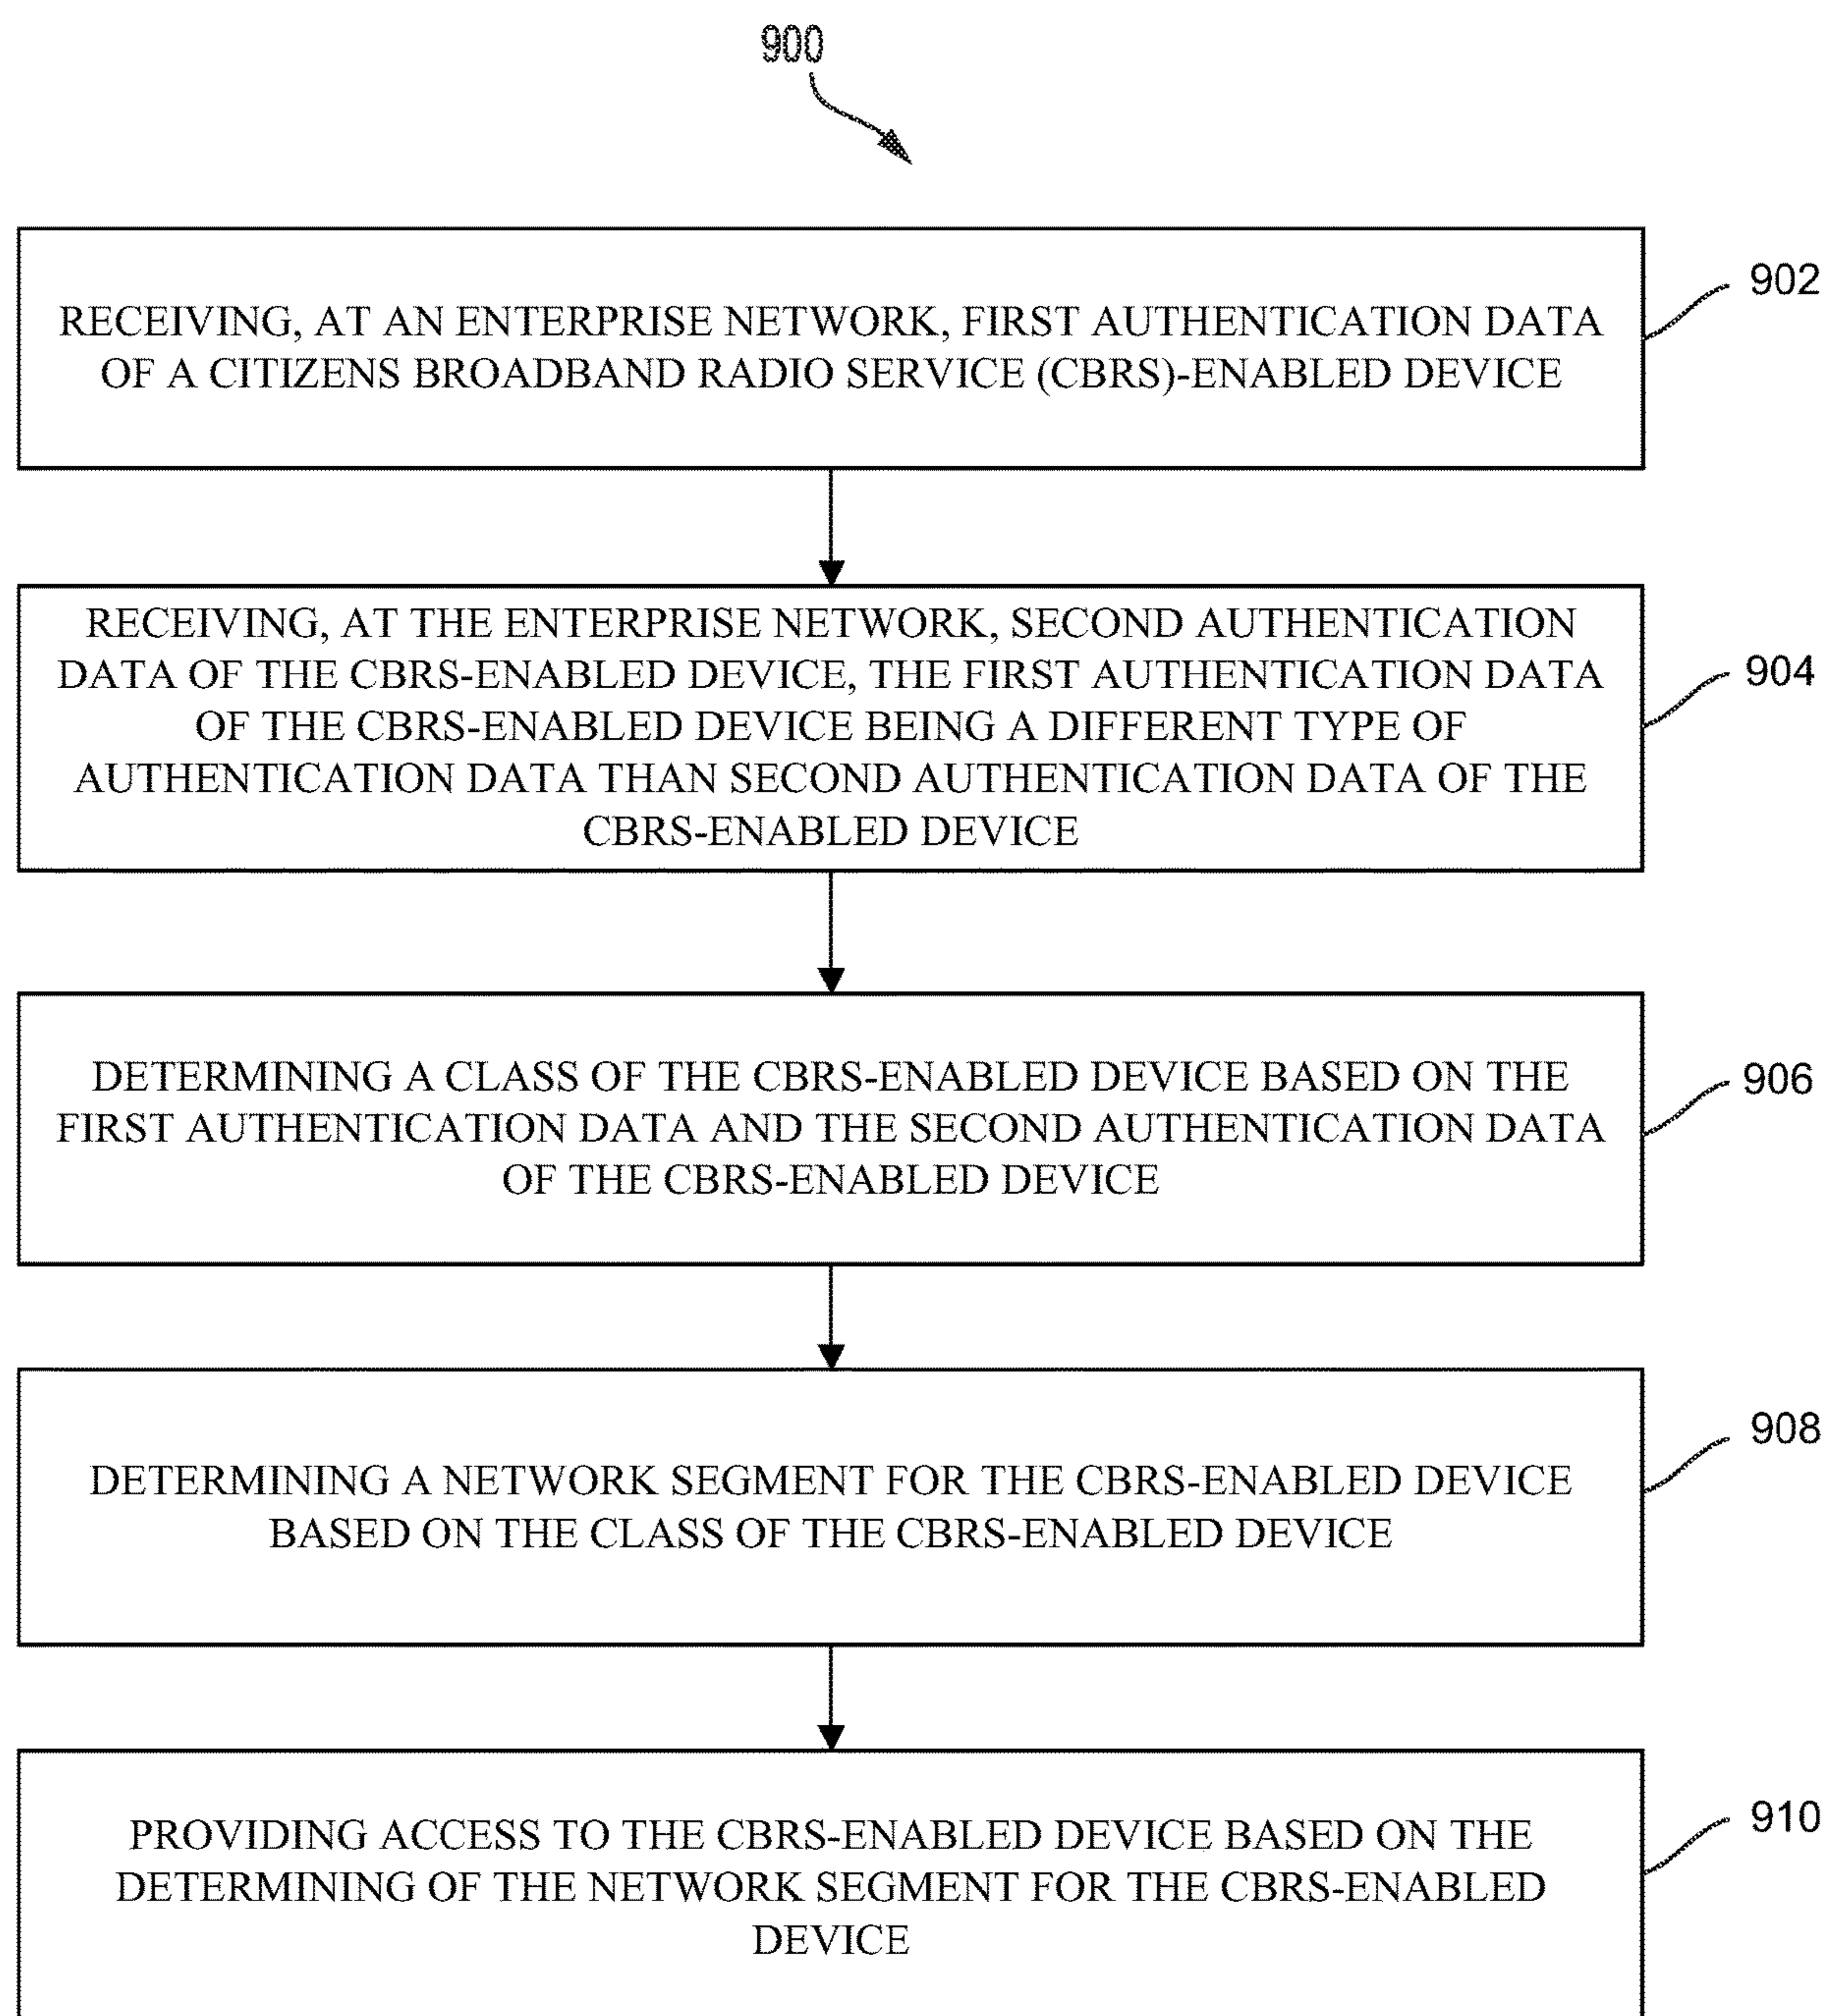 900
RECEIVING, AT AN ENTERPRISE NETWORK, FIRST AUTHENTICATION DATA
OF A CITIZENS BROADBAND RADIO SERVICE (CBRS)-ENABLED DEVICE
902
RECEIVING, AT THE ENTERPRISE NETWORK, SECOND AUTHENTICATION
DATA OF THE CBRS-ENABLED DEVICE, THE FIRST AUTHENTICATION DATA
OF THE CBRS-ENABLED DEVICE BEING A DIFFERENT TYPE OF
AUTHENTICATION DATA THAN SECOND AUTHENTICATION DATA OF THE
CBRS-ENABLED DEVICE
904
DETERMINING A CLASS OF THE CBRS-ENABLED DEVICE BASED ON THE
FIRST AUTHENTICATION DATA AND THE SECOND AUTHENTICATION DATA
OF THE CBRS-ENABLED DEVICE
906
DETERMINING A NETWORK SEGMENT FOR THE CBRS-ENABLED DEVICE
BASED ON THE CLASS OF THE CBRS-ENABLED DEVICE
908
PROVIDING ACCESS TO THE CBRS-ENABLED DEVICE BASED ON THE
DETERMINING OF THE NETWORK SEGMENT FOR THE CBRS-ENABLED
DEVICE
910